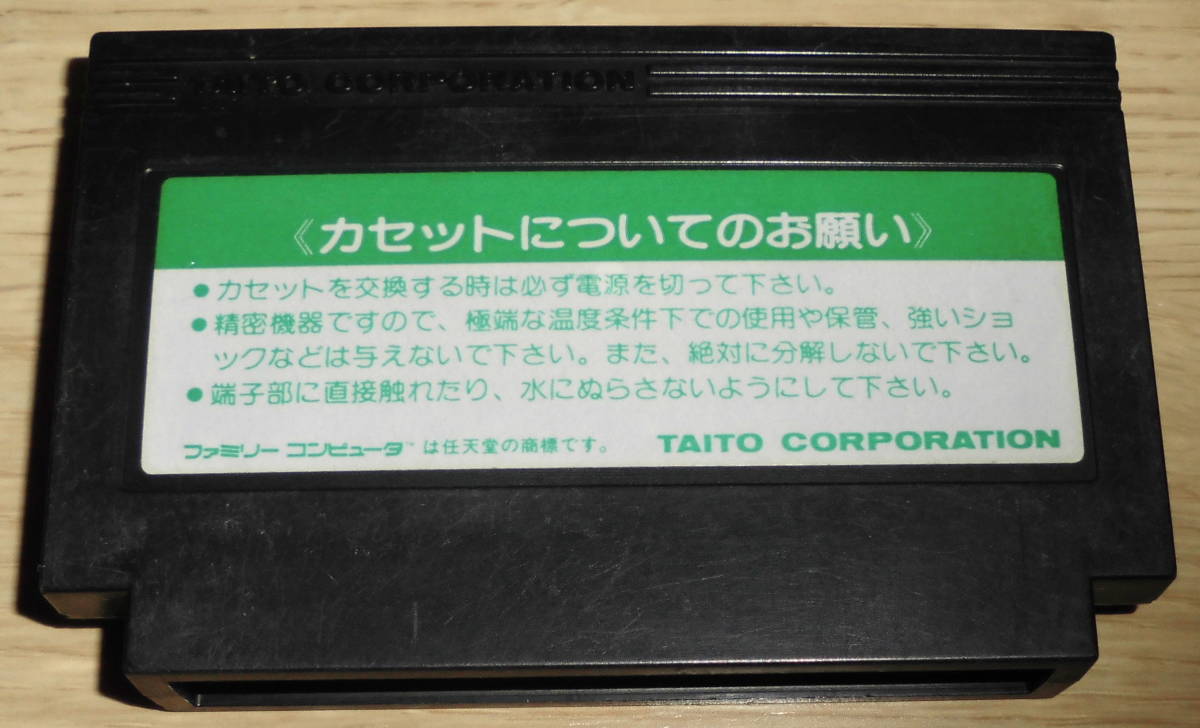 TAITO CORPORATION
《カセットについてのお願い》
●カセットを交換する時は必ず電源を切って下さい。
●精密機器ですので、極端な温度条件下での使用や保管、強いショ
ックなどは与えないで下さい。また、絶対に分解しないで下さい。
●端子部に直接触れたり、水にぬらさないようにして下さい。
ファミリー コンピュータ™ は任天堂の商標です。 TAITO CORPORATION